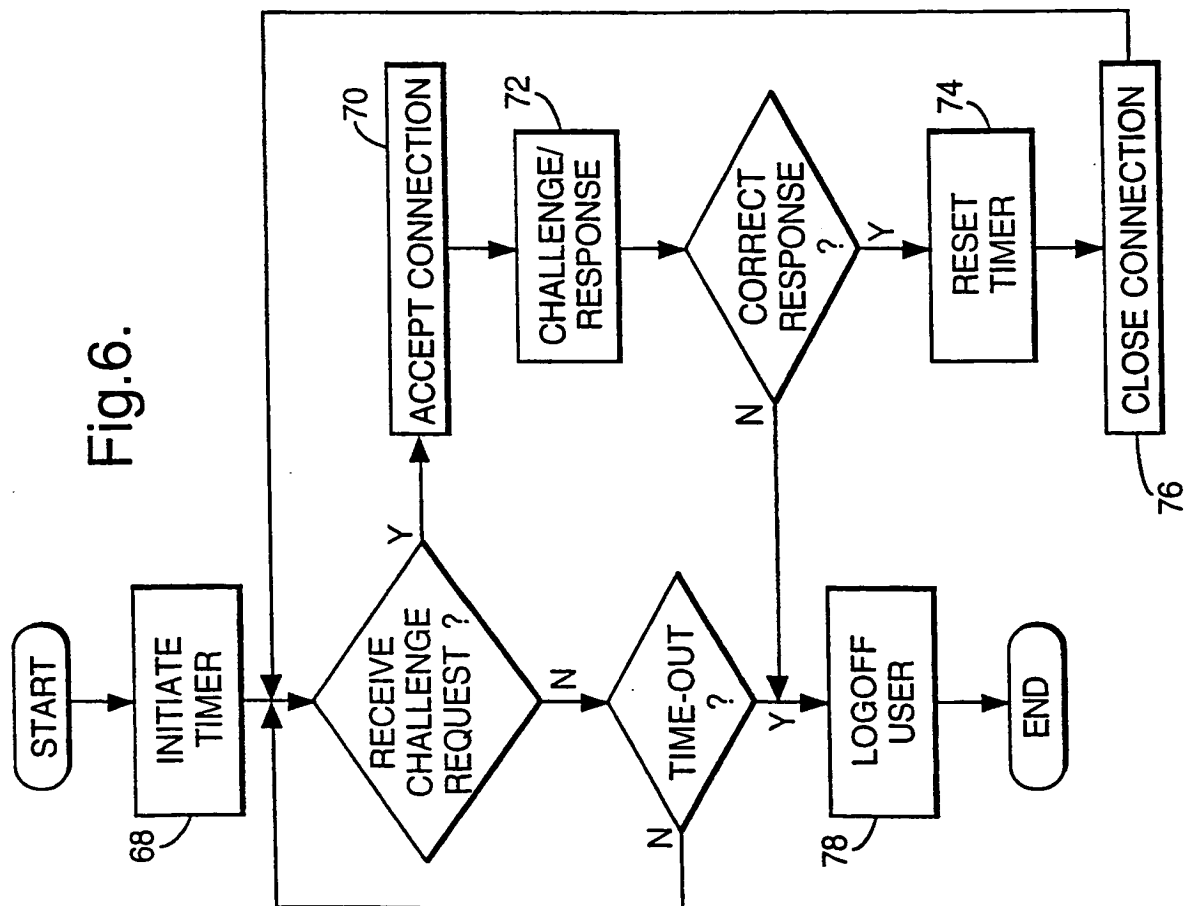 Fig.6.
START
INITIATE
TIMER
68
RECEIVE
CHALLENGE
REQUEST ?
Y
N
70
ACCEPT CONNECTION
72
CHALLENGE/
RESPONSE
CORRECT
RESPONSE
?
N
Y
74
RESET
TIMER
CLOSE CONNECTION
76
TIME-OUT
?
N
Y
LOGOFF
USER
78
END